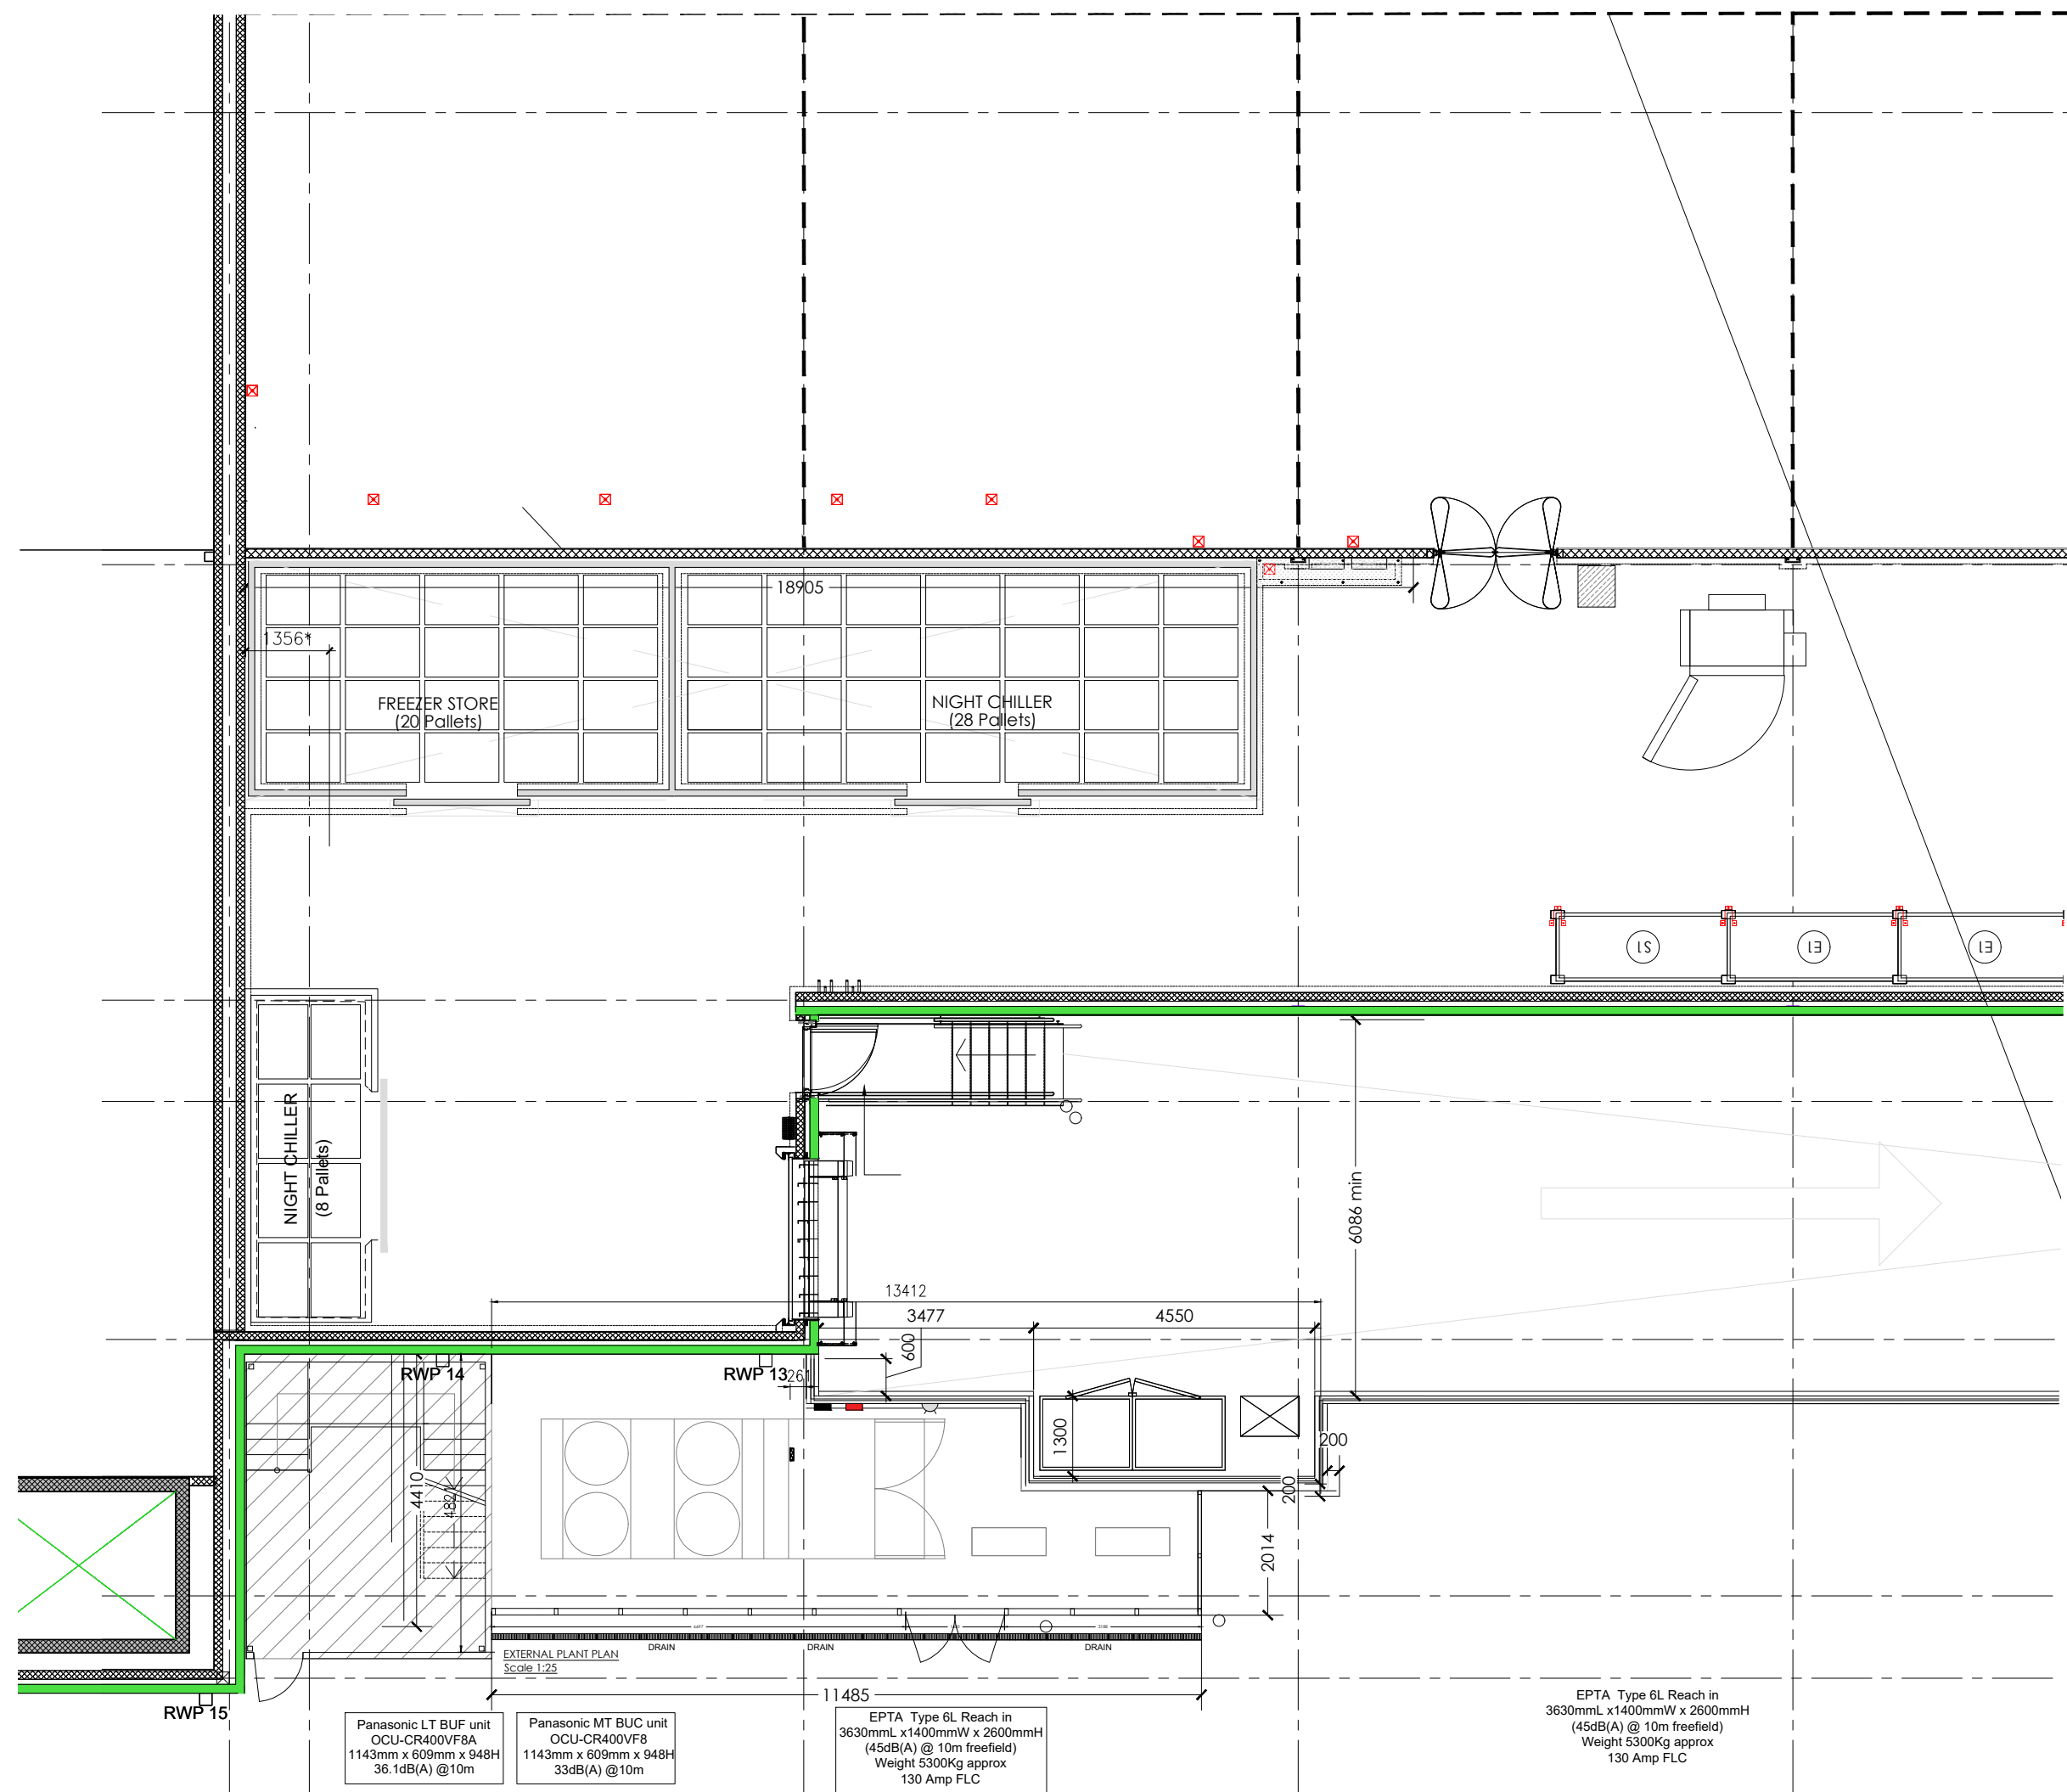 18905
1356*
FREEZER STORE
(20 Pallets)
NIGHT CHILLER
(28 Pallets)
S1
E1
E1
NIGHT CHILLER
(8 Pallets)
6086 min
13412
3477
4550
600
RWP 14
RWP 13
261
1300
200
200
4410
4821
2014
DRAIN
DRAIN
DRAIN
EXTERNAL PLANT PLAN
Scale 1:25
11485
RWP 15
Panasonic LT BUF unit
OCU-CR400VF8A
1143mm x 609mm x 948H
36.1dB(A) @10m
Panasonic MT BUC unit
OCU-CR400VF8
1143mm x 609mm x 948H
33dB(A) @10m
EPTA Type 6L Reach in
3630mmL x1400mmW x 2600mmH
(45dB(A) @ 10m freefield)
Weight 5300Kg approx
130 Amp FLC
EPTA Type 6L Reach in
3630mmL x1400mmW x 2600mmH
(45dB(A) @ 10m freefield)
Weight 5300Kg approx
130 Amp FLC